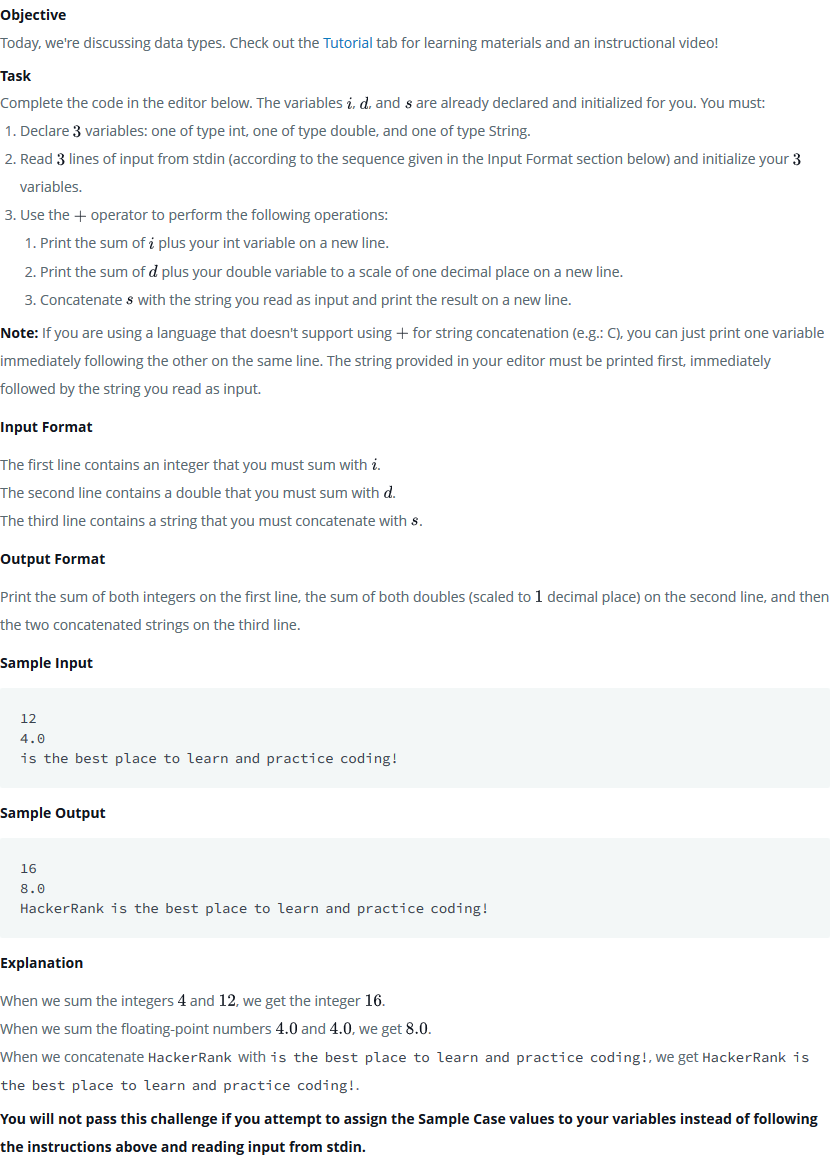 Objective
Today, we're discussing data types. Check out the Tutorial tab for learning materials and an instructional video!
Task
Complete the code in the editor below. The variables i, d, and s are already declared and initialized for you. You must:
1. Declare 3 variables: one of type int, one of type double, and one of type String.
2. Read 3 lines of input from stdin (according to the sequence given in the Input Format section below) and initialize your 3
variables.
3. Use the + operator to perform the following operations:
1. Print the sum of i plus your int variable on a new line.
2. Print the sum of d plus your double variable to a scale of one decimal place on a new line.
3. Concatenate s with the string you read as input and print the result on a new line.
Note: If you are using a language that doesn't support using + for string concatenation (e.g.: C), you can just print one variable
immediately following the other on the same line. The string provided in your editor must be printed first, immediately
followed by the string you read as input.
Input Format
The first line contains an integer that you must sum with i.
The second line contains a double that you must sum with d.
The third line contains a string that you must concatenate with s.
Output Format
Print the sum of both integers on the first line, the sum of both doubles (scaled to 1 decimal place) on the second line, and then
the two concatenated strings on the third line.
Sample Input
12
4.0
is the best place to learn and practice coding!
Sample Output
16
8.0
HackerRank is the best place to learn and practice coding!
Explanation
When we sum the integers 4 and 12, we get the integer 16.
When we sum the floating-point numbers 4.0 and 4.0, we get 8.0.
When we concatenate HackerRank with is the best place to learn and practice coding!, we get HackerRank is
the best place to learn and practice coding!.
You will not pass this challenge if you attempt to assign the Sample Case values to your variables instead of following
the instructions above and reading input from stdin.